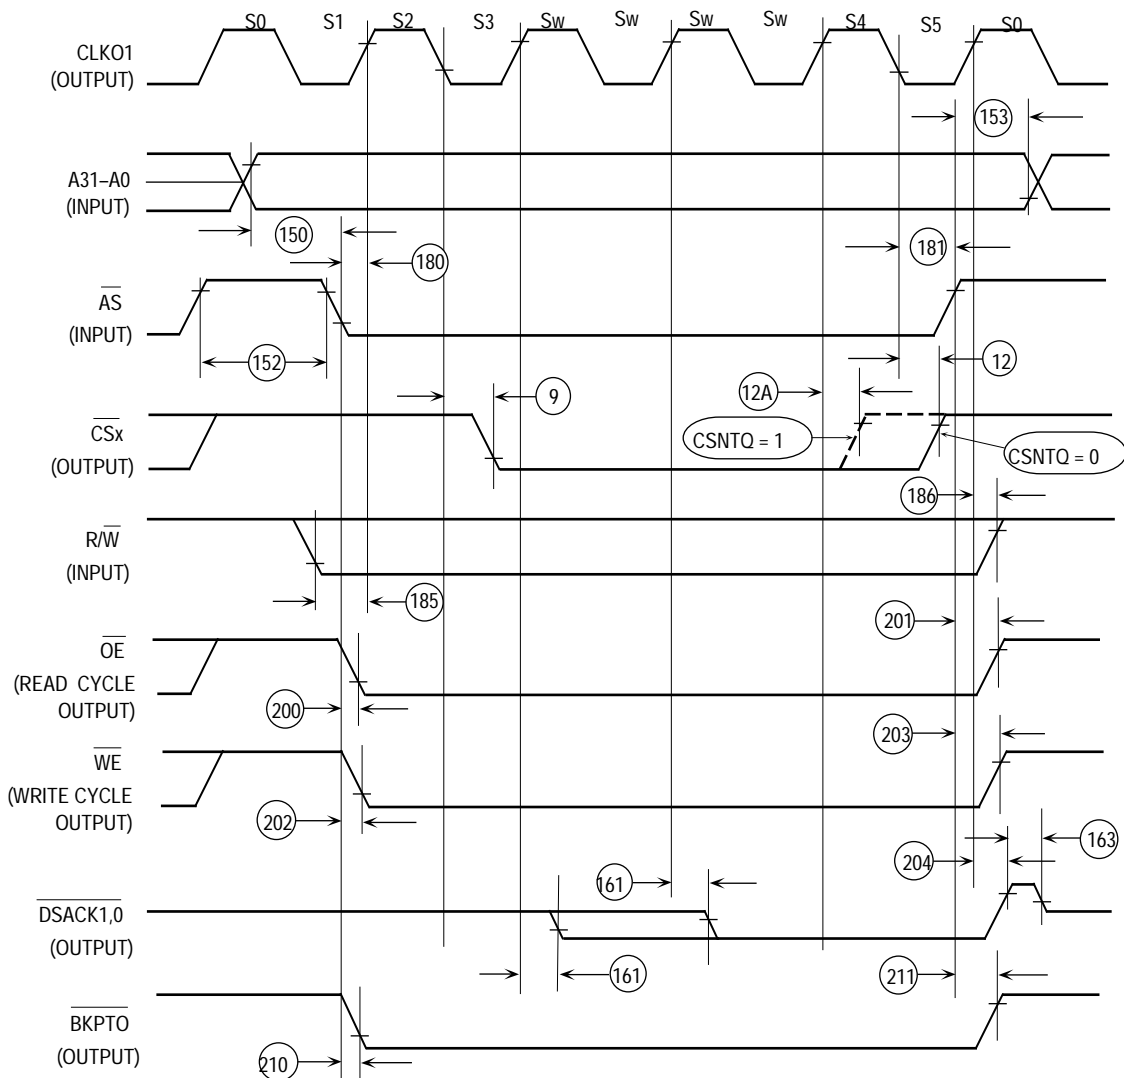 S0 S1 S2 S3 Sw Sw Sw Sw S4 S5 S0
CLKO1
(OUTPUT)
153
A31–A0
(INPUT)
150
180
181
AS
(INPUT)
152
9
12A
12
CSx
(OUTPUT)
CSNTQ = 1
CSNTQ = 0
186
R/W
(INPUT)
185
201
OE
(READ CYCLE
OUTPUT)
200
203
WE
(WRITE CYCLE
OUTPUT)
202
163
204
161
DSACK1,0
(OUTPUT)
161
211
BKPTO
(OUTPUT)
210